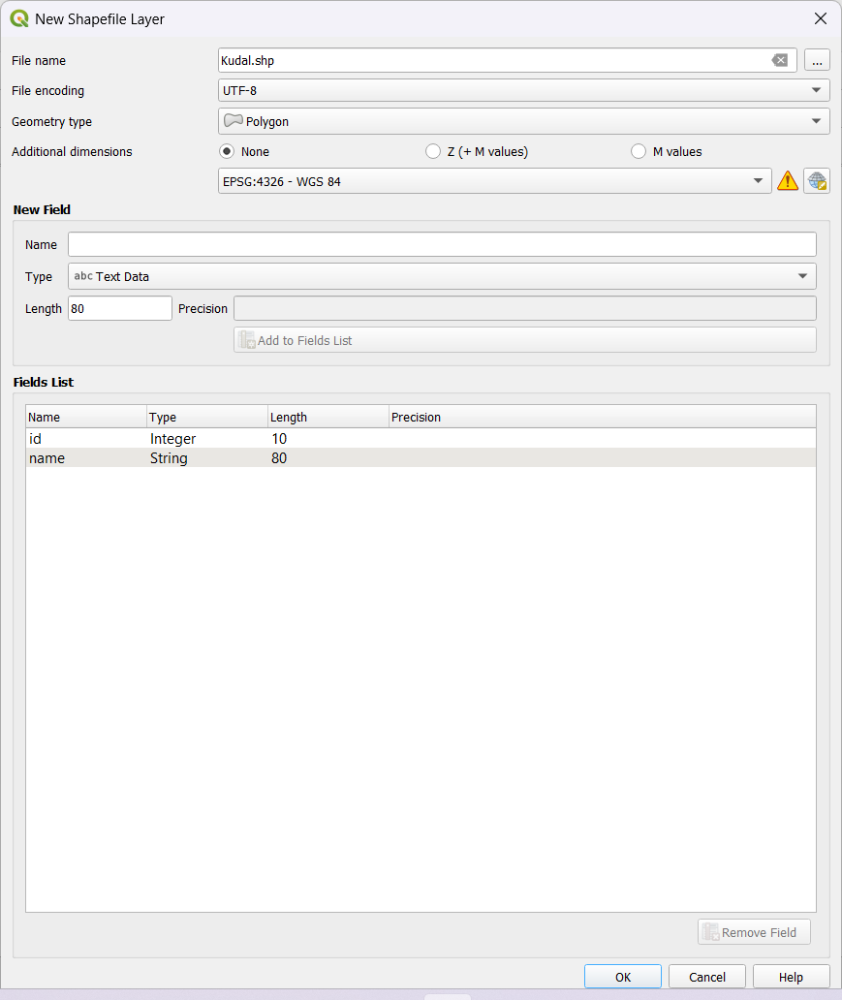 New Shapefile Layer
File name Kudal.shp ...
File encoding UTF-8
Geometry type Polygon
Additional dimensions None Z (+ M values) M values
EPSG:4326 - WGS 84
New Field
Name
Type abc Text Data
Length 80 Precision
Add to Fields List
Fields List
Name Type Length Precision
id Integer 10
name String 80
Remove Field
OK Cancel Help